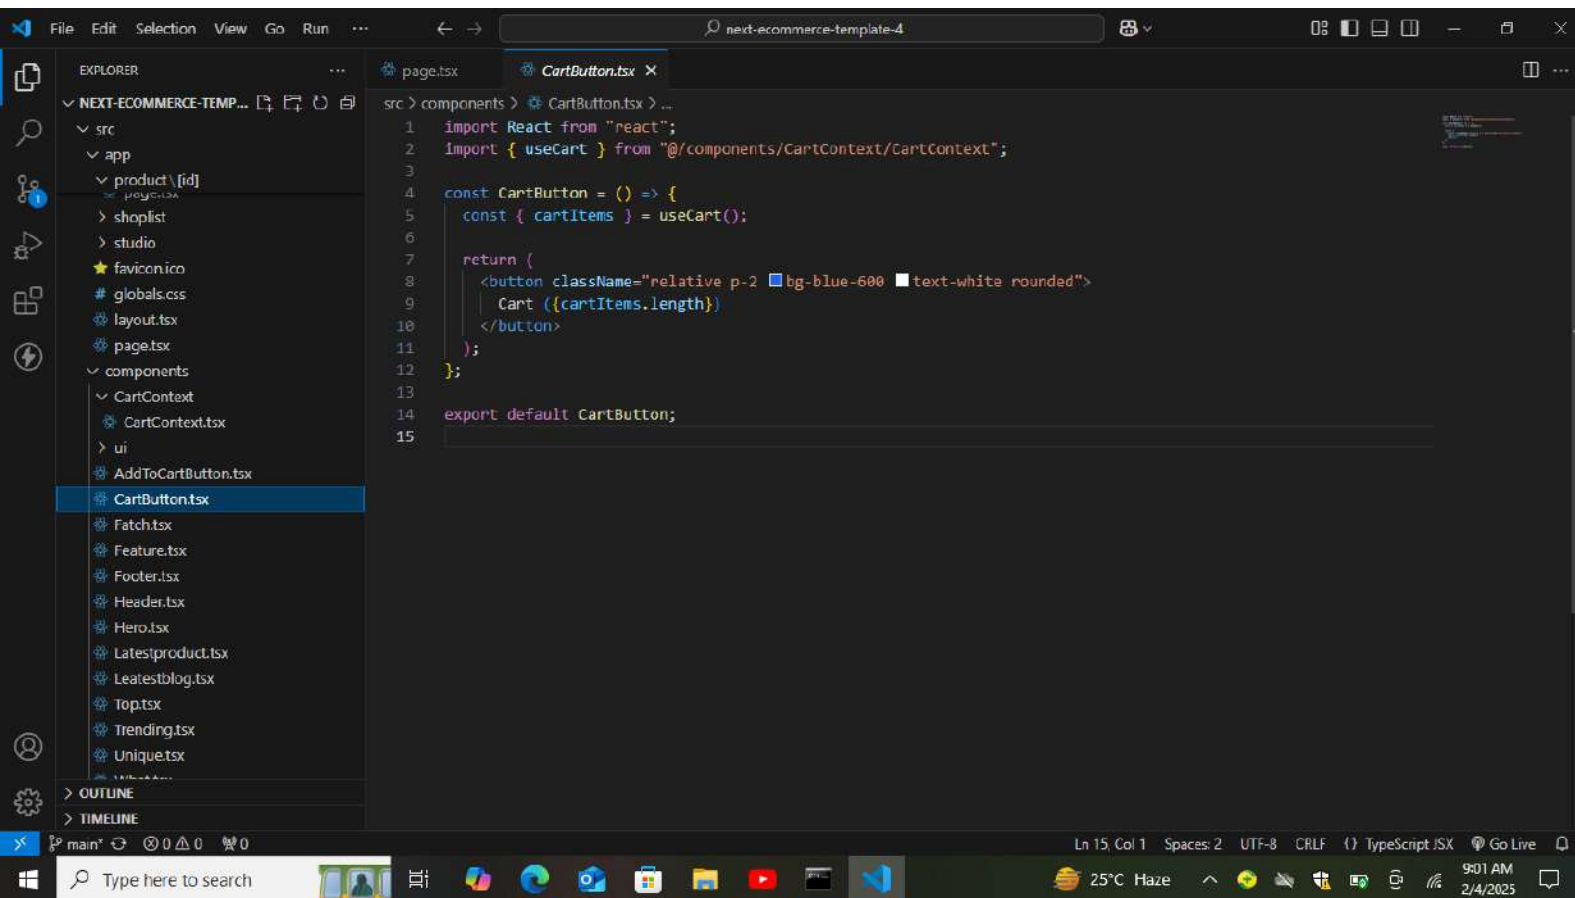 File Edit Selection View Go Run ···
next-ecommerce-template-4
EXPLORER
NEXT-ECOMMERCE-TEMP...
src
app
product\[id]
page.tsx
shoplist
studio
favicon.ico
globals.css
layout.tsx
page.tsx
components
CartContext
CartContext.tsx
ui
AddToCartButton.tsx
CartButton.tsx
Fatch.tsx
Feature.tsx
Footer.tsx
Header.tsx
Hero.tsx
Latestproduct.tsx
Leatestblog.tsx
Top.tsx
Trending.tsx
Unique.tsx
OUTLINE
TIMELINE
page.tsx CartButton.tsx
src > components > CartButton.tsx > ...
1 import React from "react";
2 import { useCart } from "@/components/CartContext/CartContext";
3
4 const CartButton = () => {
5 const { cartItems } = useCart();
6
7 return (
8 <button className="relative p-2 bg-blue-600 text-white rounded">
9 Cart ({cartItems.length})
10 </button>
11 );
12 };
13
14 export default CartButton;
15
main* 0 0 0
Ln 15, Col 1 Spaces: 2 UTF-8 CRLF {} TypeScript JSX Go Live
Type here to search
25°C Haze
9:01 AM
2/4/2025